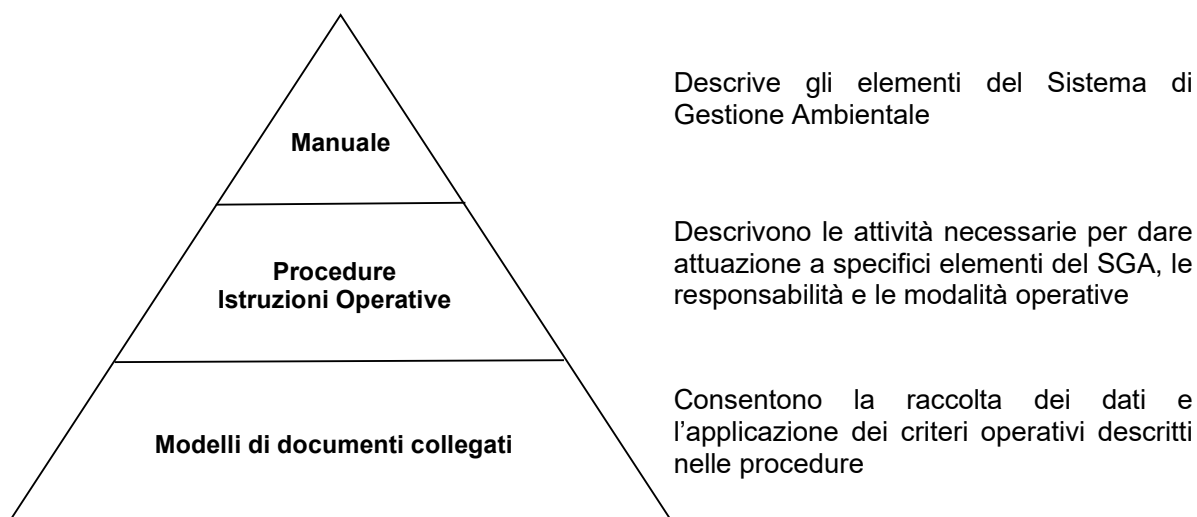 Manuale
Descrive gli elementi del Sistema di
Gestione Ambientale
Procedure
Istruzioni Operative
Descrivono le attività necessarie per dare
attuazione a specifici elementi del SGA, le
responsabilità e le modalità operative
Modelli di documenti collegati
Consentono la raccolta dei dati e
l’applicazione dei criteri operativi descritti
nelle procedure